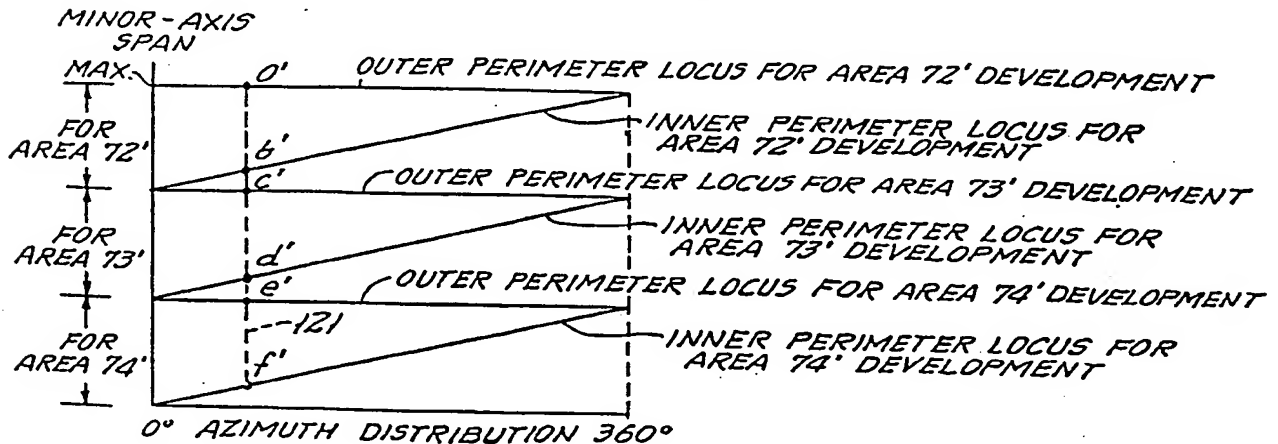 MINOR-AXIS
SPAN
MAX.
a'
OUTER PERIMETER LOCUS FOR AREA 72' DEVELOPMENT
FOR
AREA 72'
b'
INNER PERIMETER LOCUS FOR
AREA 72' DEVELOPMENT
c'
OUTER PERIMETER LOCUS FOR AREA 73' DEVELOPMENT
FOR
AREA 73'
d'
INNER PERIMETER LOCUS FOR
AREA 73' DEVELOPMENT
e'
OUTER PERIMETER LOCUS FOR AREA 74' DEVELOPMENT
121
FOR
AREA 74'
f'
INNER PERIMETER LOCUS FOR
AREA 74' DEVELOPMENT
0° AZIMUTH DISTRIBUTION 360°